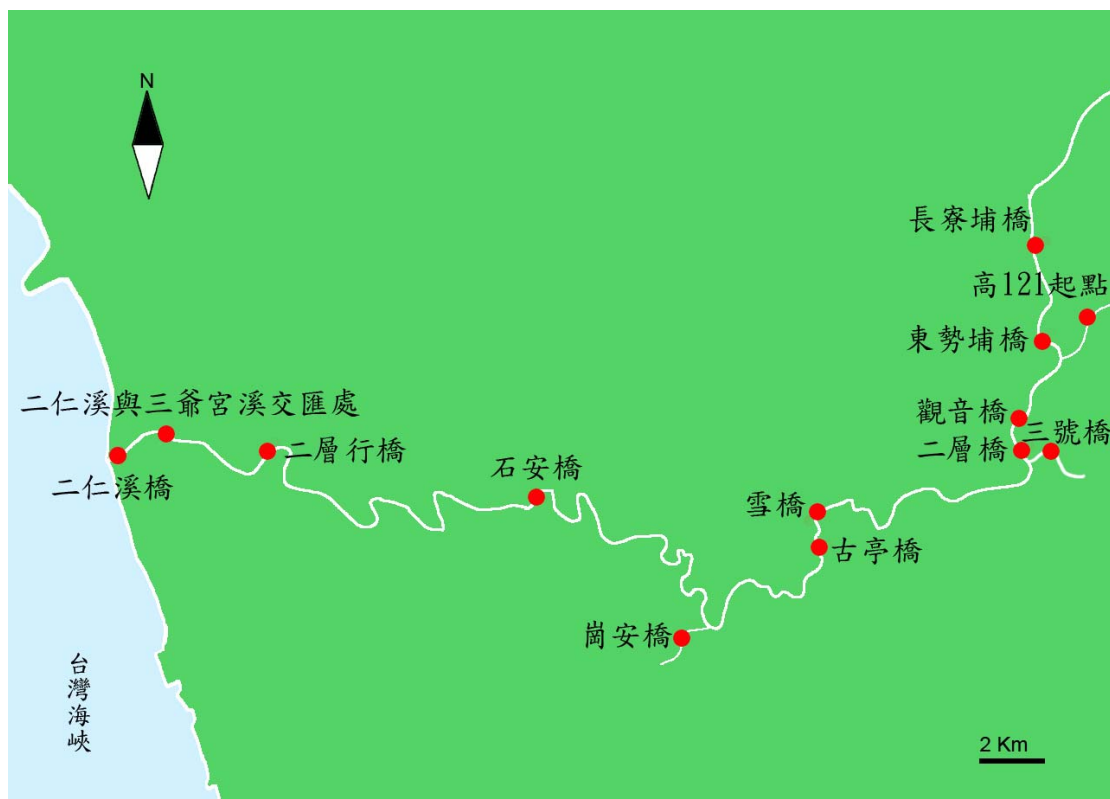 N
長寮埔橋
高121起點
東勢埔橋
二仁溪與三爺宮溪交匯處
觀音橋
三號橋
二層行橋
二層橋
石安橋
二仁溪橋
雪橋
古亭橋
崗安橋
台灣海峽
2 Km